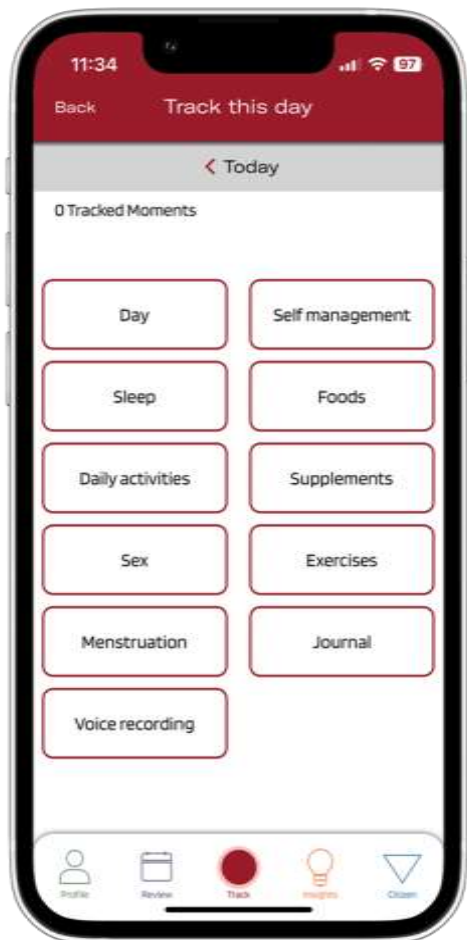 11:34 97
Back Track this day
< Today
0 Tracked Moments
Day Self management
Sleep Foods
Daily activities Supplements
Sex Exercises
Menstruation Journal
Voice recording
Profile Review Track Insights Citizen